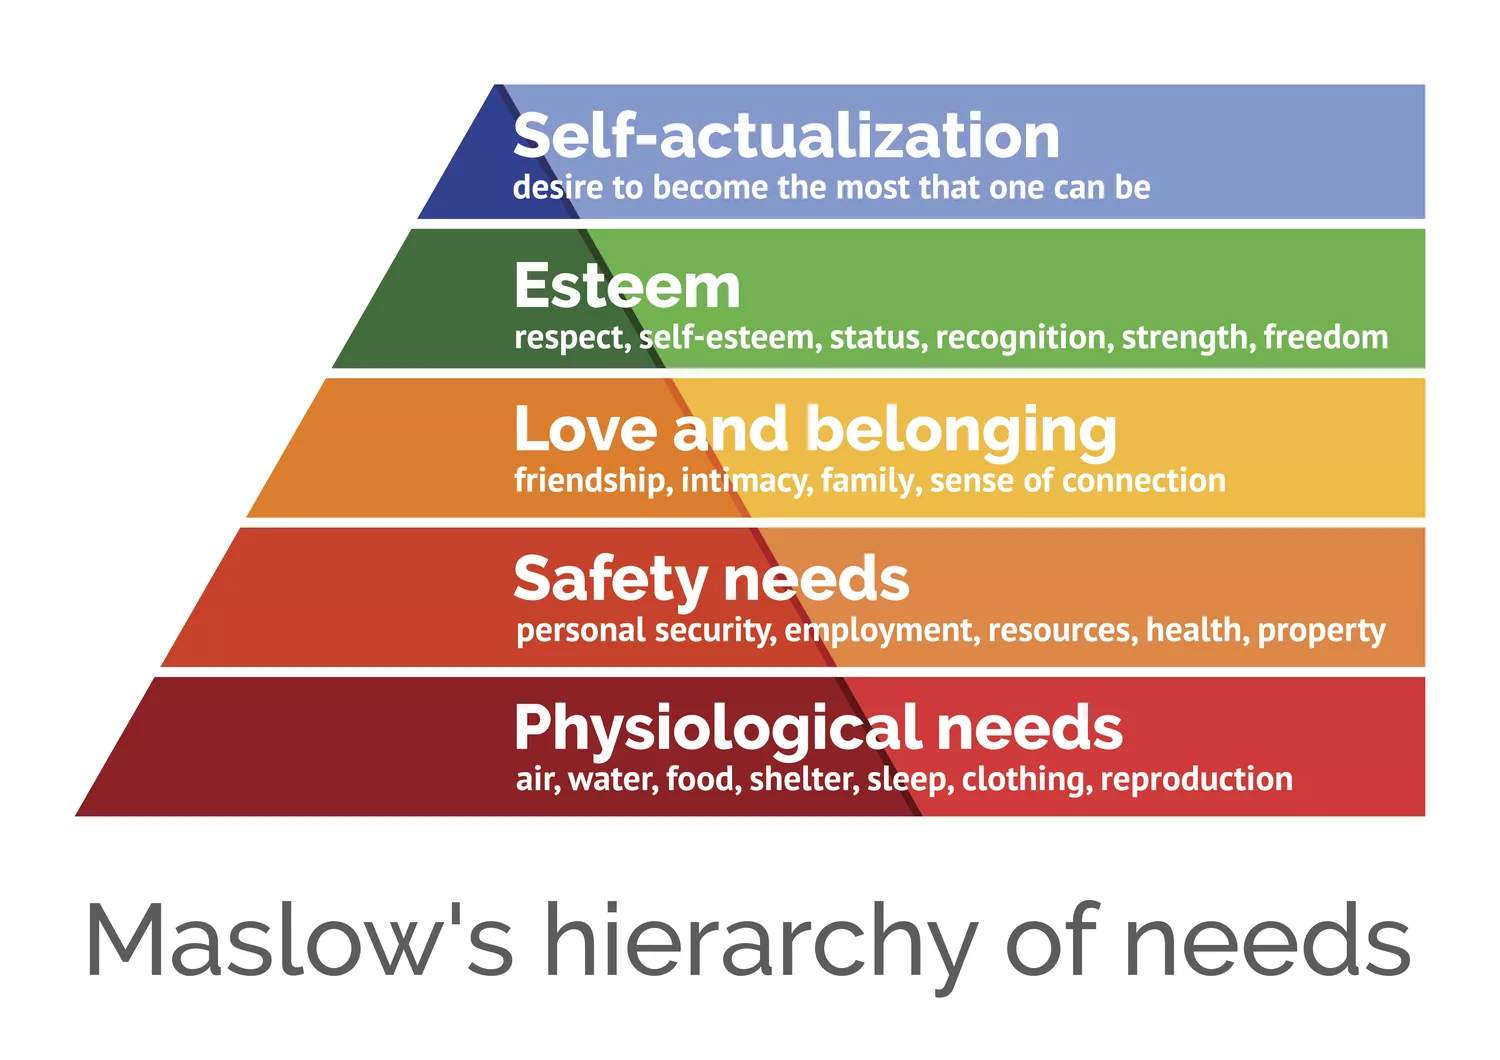 Self-actualization
desire to become the most that one can be
Esteem
respect, self-esteem, status, recognition, strength, freedom
Love and belonging
friendship, intimacy, family, sense of connection
Safety needs
personal security, employment, resources, health, property
Physiological needs
air, water, food, shelter, sleep, clothing, reproduction
Maslow's hierarchy of needs